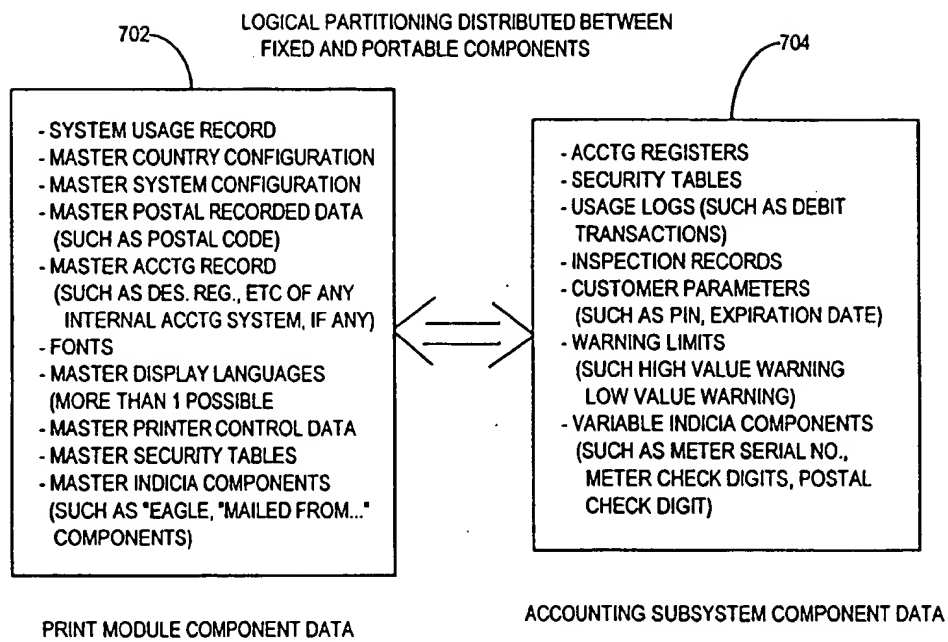 LOGICAL PARTITIONING DISTRIBUTED BETWEEN
FIXED AND PORTABLE COMPONENTS
702
- SYSTEM USAGE RECORD
- MASTER COUNTRY CONFIGURATION
- MASTER SYSTEM CONFIGURATION
- MASTER POSTAL RECORDED DATA
(SUCH AS POSTAL CODE)
- MASTER ACCTG RECORD
(SUCH AS DES. REG., ETC OF ANY
INTERNAL ACCTG SYSTEM, IF ANY)
- FONTS
- MASTER DISPLAY LANGUAGES
(MORE THAN 1 POSSIBLE
- MASTER PRINTER CONTROL DATA
- MASTER SECURITY TABLES
- MASTER INDICIA COMPONENTS
(SUCH AS "EAGLE, "MAILED FROM..."
COMPONENTS)
PRINT MODULE COMPONENT DATA
704
- ACCTG REGISTERS
- SECURITY TABLES
- USAGE LOGS (SUCH AS DEBIT
TRANSACTIONS)
- INSPECTION RECORDS
- CUSTOMER PARAMETERS
(SUCH AS PIN, EXPIRATION DATE)
- WARNING LIMITS
(SUCH HIGH VALUE WARNING
LOW VALUE WARNING)
- VARIABLE INDICIA COMPONENTS
(SUCH AS METER SERIAL NO.,
METER CHECK DIGITS, POSTAL
CHECK DIGIT)
ACCOUNTING SUBSYSTEM COMPONENT DATA